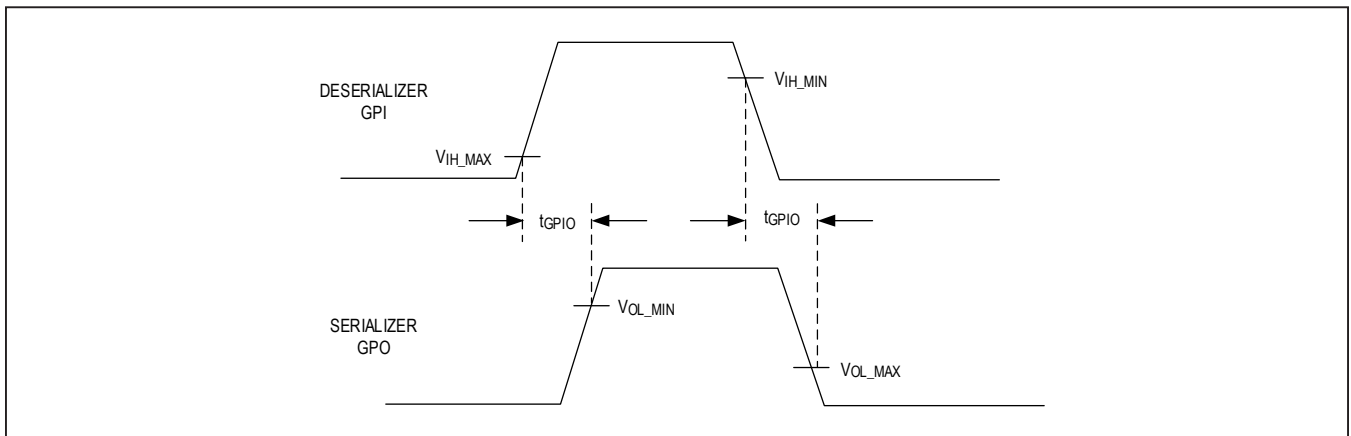 DESERIALIZER
GPI
VIH_MIN
VIH_MAX
tGPIO
tGPIO
VOL_MIN
SERIALIZER
GPO
VOL_MAX